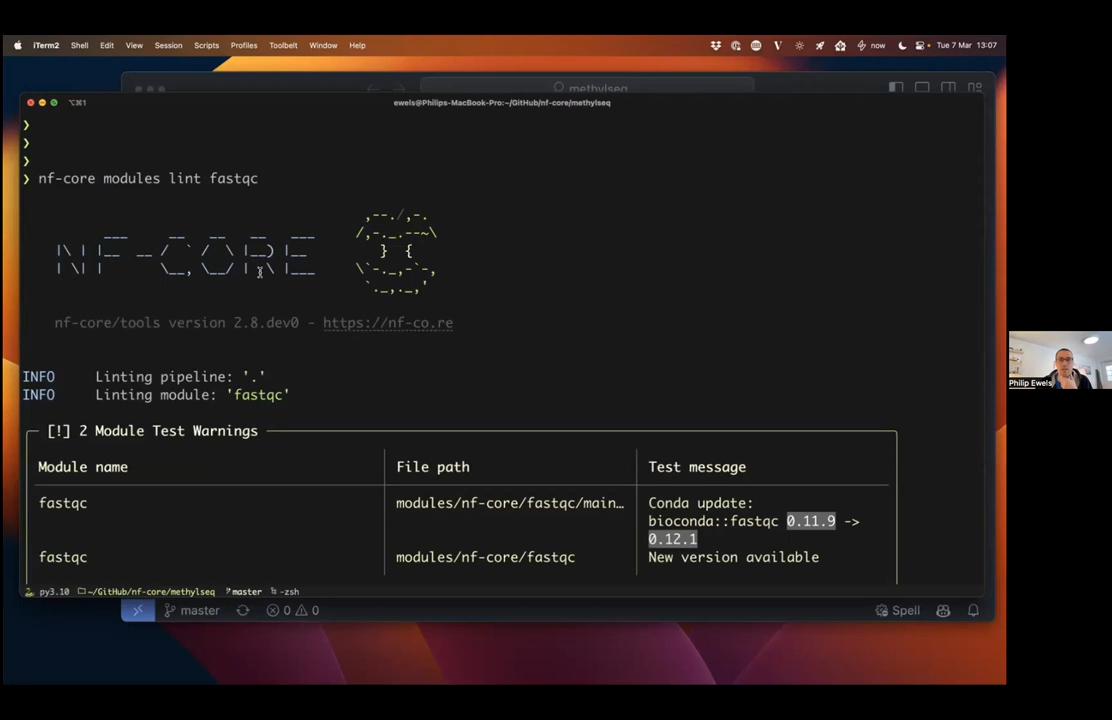 iTerm2 Shell Edit View Session Scripts Profiles Toolbelt Window Help now Tue 7 Mar 13:07
methylseq
⌥⌘1 ewels@Philips-MacBook-Pro:~/GitHub/nf-core/methylseq
❯
❯
❯
❯ nf-core modules lint fastqc
NF-CORE
nf-core/tools version 2.8.dev0 - https://nf-co.re
INFO Linting pipeline: '.'
INFO Linting module: 'fastqc'
[!] 2 Module Test Warnings
Module name File path Test message
fastqc modules/nf-core/fastqc/main… Conda update:
bioconda::fastqc 0.11.9 ->
0.12.1
fastqc modules/nf-core/fastqc New version available
py3.10 ~/GitHub/nf-core/methylseq master -zsh
master 0 0 Spell
Philip Ewels